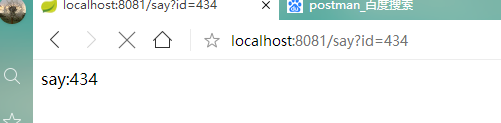 localhost:8081/say?id=434
postman_百度搜索
localhost:8081/say?id=434
say:434